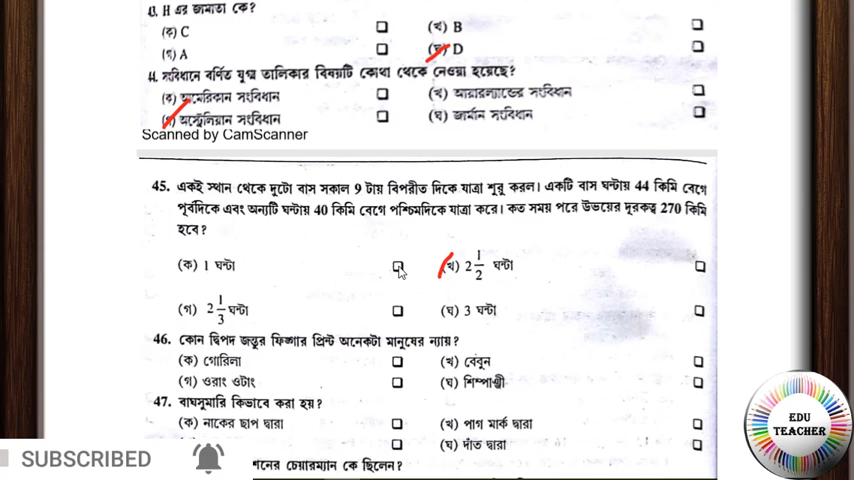 43. H এর জামাতা কে?
(ক) C (খ) B
(গ) A (ঘ) D
44. সংবিধানে বর্ণিত যুগ্ম তালিকার বিষয়টি কোথা থেকে নেওয়া হয়েছে?
(ক) আমেরিকান সংবিধান (খ) আয়ারল্যান্ডের সংবিধান
(গ) অস্ট্রেলিয়ান সংবিধান (ঘ) জার্মান সংবিধান
Scanned by CamScanner
45. একই স্থান থেকে দুটো বাস সকাল 9 টায় বিপরীত দিকে যাত্রা শুরু করল। একটি বাস ঘন্টায় 44 কিমি বেগে
পূর্বদিকে এবং অন্যটি ঘন্টায় 40 কিমি বেগে পশ্চিমদিকে যাত্রা করে। কত সময় পরে উভয়ের দূরকত্ব 270 কিমি
হবে?
(ক) 1 ঘন্টা (খ) 2 1/2 ঘন্টা
(গ) 2 1/3 ঘন্টা (ঘ) 3 ঘন্টা
46. কোন দ্বিপদ জন্তুর ফিঙ্গার প্রিন্ট অনেকটা মানুষের ন্যায়?
(ক) গোরিলা (খ) বেবুন
(গ) ওরাং ওটাং (ঘ) শিম্পাঞ্জী
47. বাঘসুমারি কিভাবে করা হয়?
(ক) নাকের ছাপ দ্বারা (খ) পাগ মার্ক দ্বারা
(ঘ) দাঁত দ্বারা
শনের চেয়ারম্যান কে ছিলেন?
SUBSCRIBED
EDU
TEACHER